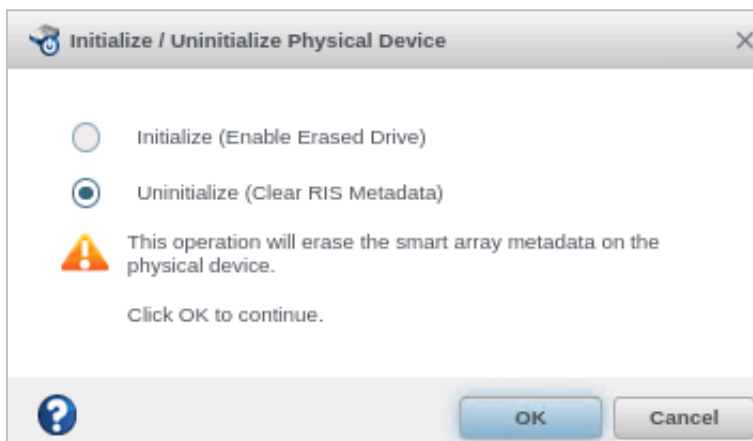 Initialize / Uninitialize Physical Device
Initialize (Enable Erased Drive)
Uninitialize (Clear RIS Metadata)
This operation will erase the smart array metadata on the
physical device.
Click OK to continue.
?
OK
Cancel